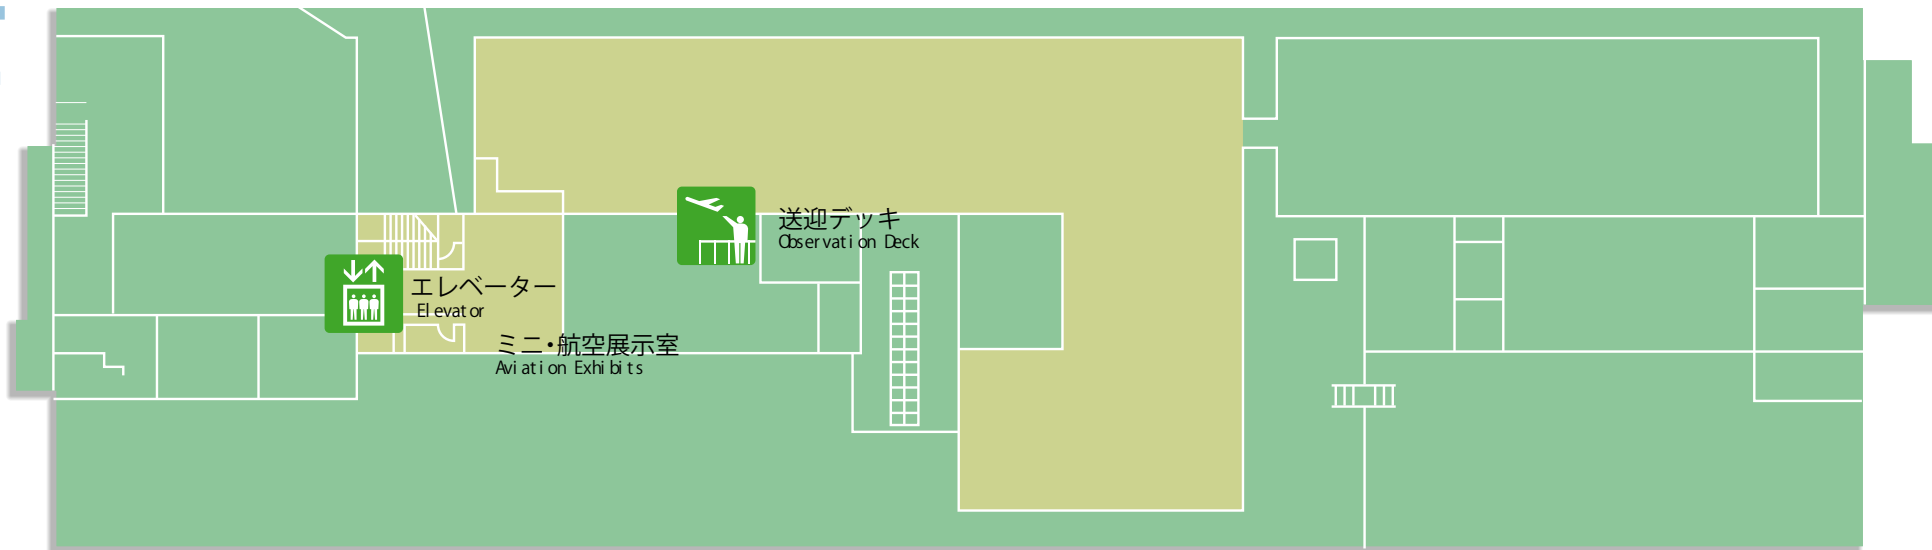 送迎デッキ
Observation Deck
エレベーター
Elevator
ミニ・航空展示室
Aviation Exhibits